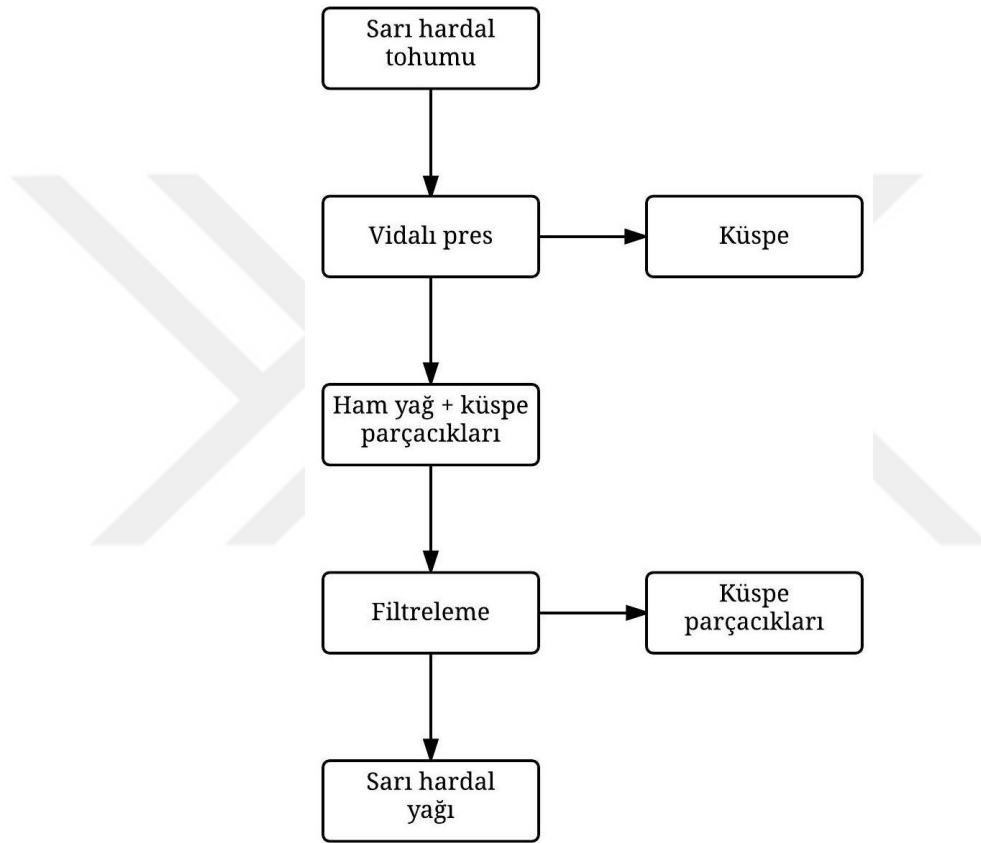 Sarı hardal
tohumu
Vidalı pres
Küspe
Ham yağ + küspe
parçacıkları
Filtreleme
Küspe
parçacıkları
Sarı hardal
yağı